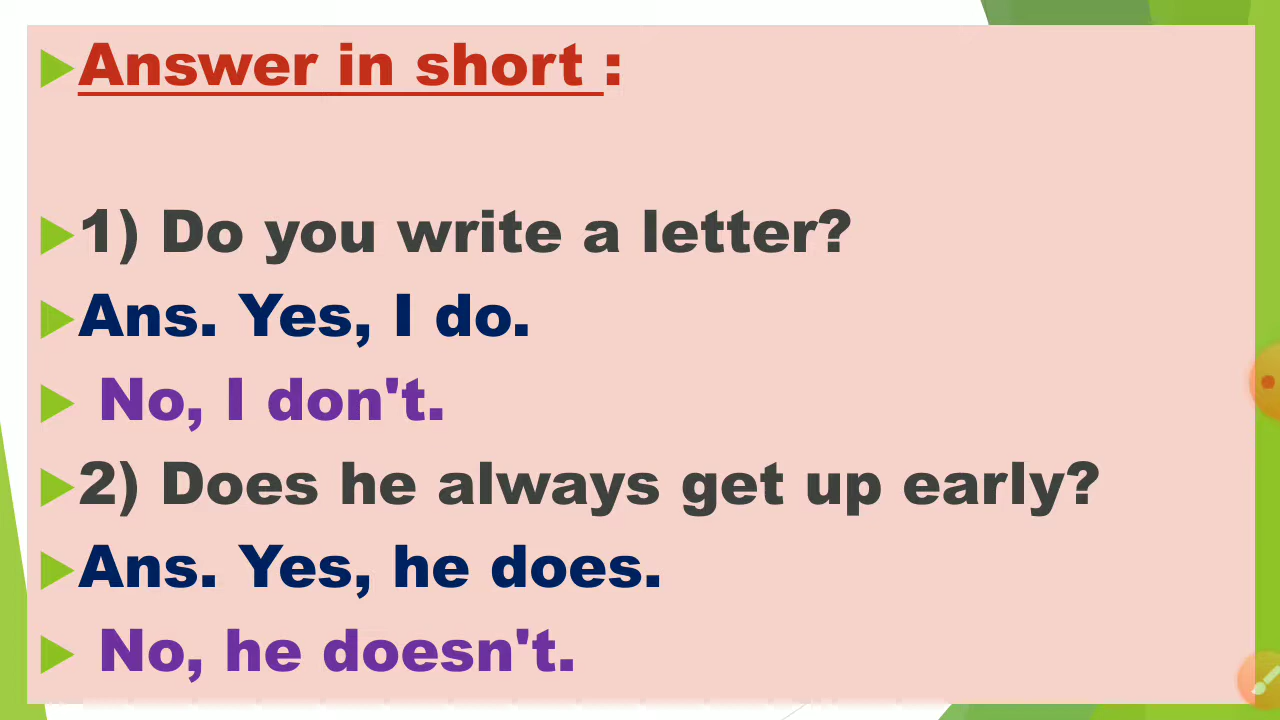 Answer in short :
1) Do you write a letter?
Ans. Yes, I do.
No, I don't.
2) Does he always get up early?
Ans. Yes, he does.
No, he doesn't.